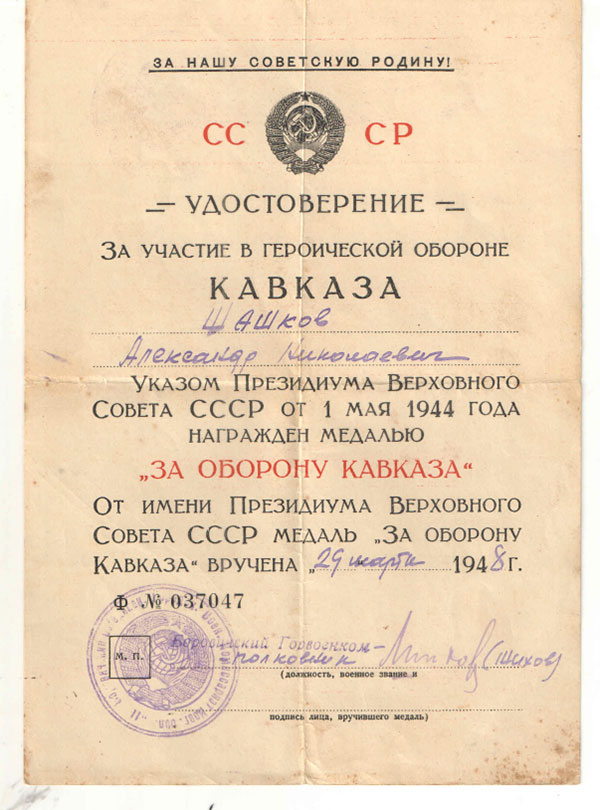 ЗА НАШУ СОВЕТСКУЮ РОДИНУ!
СС СР
УДОСТОВЕРЕНИЕ
ЗА УЧАСТИЕ В ГЕРОИЧЕСКОЙ ОБОРОНЕ
КАВКАЗА
Шашков
Александр Николаевич
УКАЗОМ ПРЕЗИДИУМА ВЕРХОВНОГО
СОВЕТА СССР ОТ 1 МАЯ 1944 ГОДА
НАГРАЖДЕН МЕДАЛЬЮ
„ЗА ОБОРОНУ КАВКАЗА“
ОТ ИМЕНИ ПРЕЗИДИУМА ВЕРХОВНОГО
СОВЕТА СССР МЕДАЛЬ „ЗА ОБОРОНУ
КАВКАЗА“ ВРУЧЕНА „29 марта 1948 г.
Ф № 037047
Горвоенком—
М. П. полковник (Шихов)
(должность, военное звание и
подпись лица, вручившего медаль)